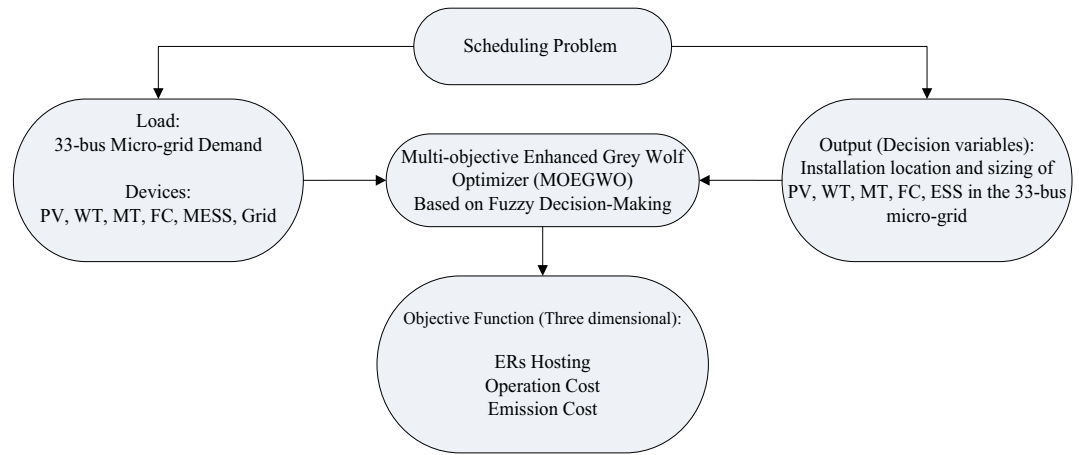 Scheduling Problem
Load:
33-bus Micro-grid Demand
Devices:
PV, WT, MT, FC, MESS, Grid
Multi-objective Enhanced Grey Wolf
Optimizer (MOEGWO)
Based on Fuzzy Decision-Making
Output (Decision variables):
Installation location and sizing of
PV, WT, MT, FC, ESS in the 33-bus
micro-grid
Objective Function (Three dimensional):
ERs Hosting
Operation Cost
Emission Cost